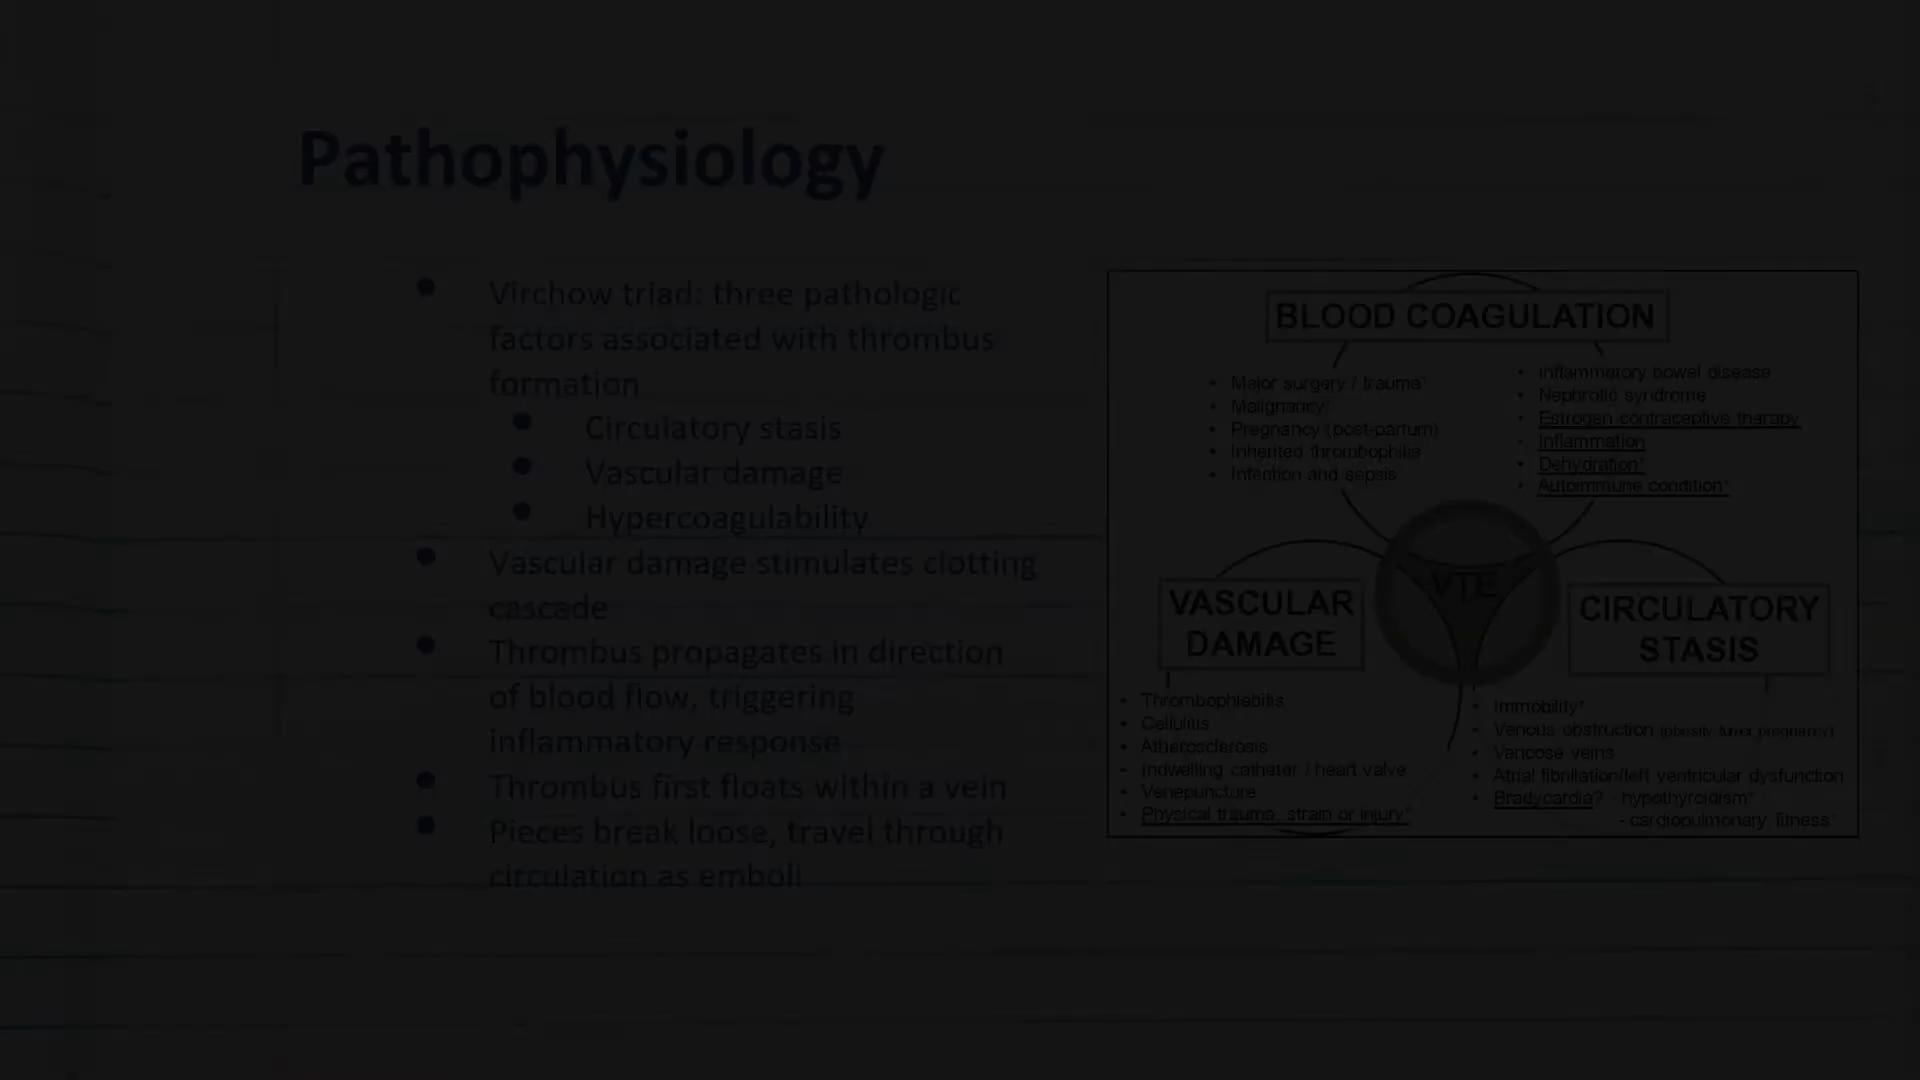 Pathophysiology
• Virchow triad: three pathologic
factors associated with thrombus
formation
• Circulatory stasis
• Vascular damage
• Hypercoagulability
• Vascular damage stimulates clotting
cascade
• Thrombus propagates in direction
of blood flow, triggering
inflammatory response
• Thrombus first floats within a vein
• Pieces break loose, travel through
circulation as emboli
BLOOD COAGULATION
• Major surgery / trauma*
• Malignancy*
• Pregnancy (post-partum)
• Inherited thrombophilia
• Infection and sepsis
• Inflammatory bowel disease
• Nephrotic syndrome
• Estrogen contraceptive therapy
• Inflammation
• Dehydration*
• Autoimmune condition*
VTE
VASCULAR
DAMAGE
• Thrombophlebitis
• Cellulitis
• Atherosclerosis
• Indwelling catheter / heart valve
• Venepuncture
• Physical trauma, strain or injury*
CIRCULATORY
STASIS
• Immobility*
• Venous obstruction (obesity, tumor, pregnancy)
• Varicose veins
• Atrial fibrillation/left ventricular dysfunction
• Bradycardia? - hypothyroidism*
- cardiopulmonary fitness*